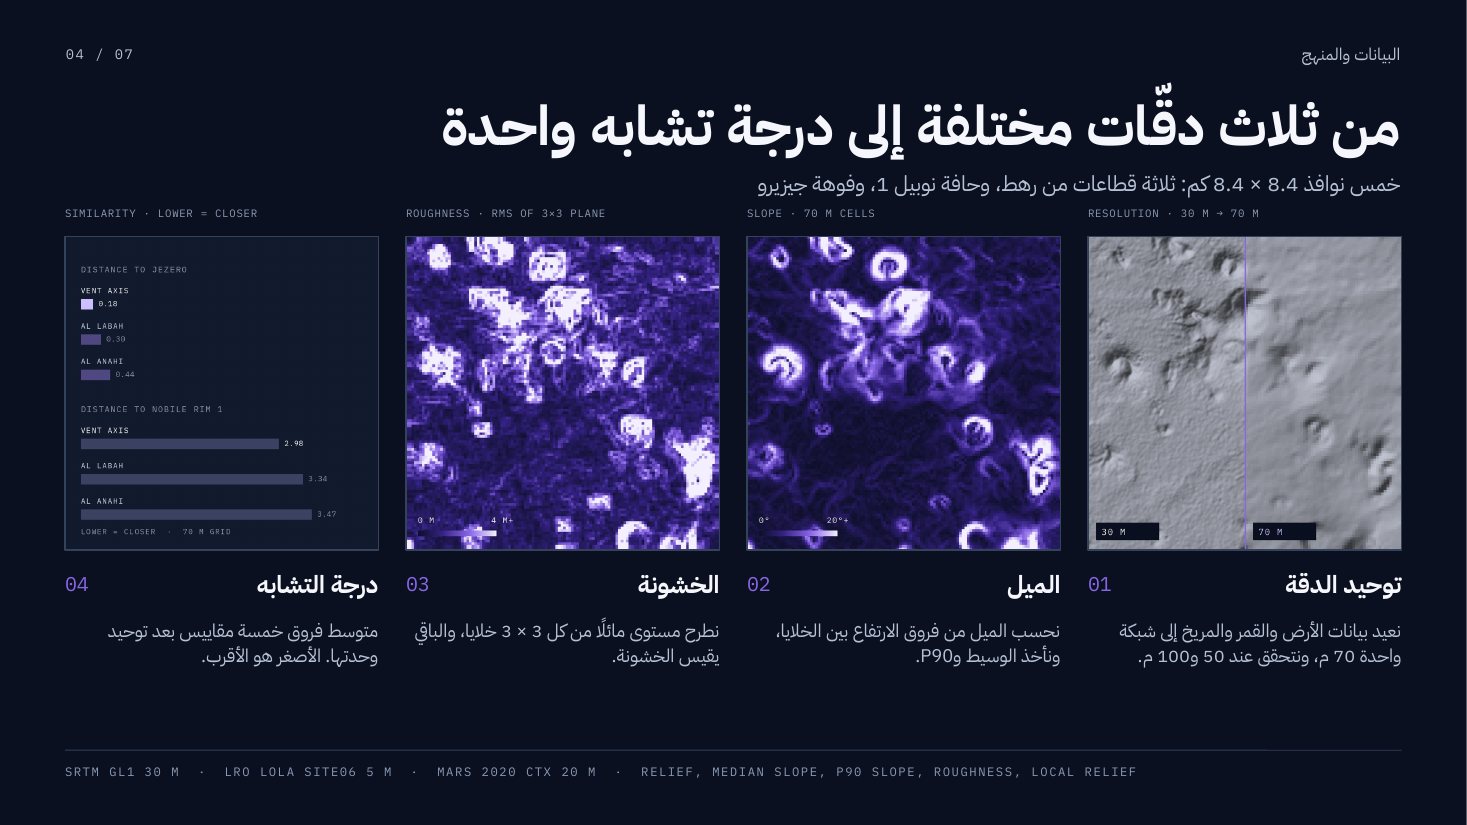 البيانات والمنهج
04 / 07
من ثلاث دقّات مختلفة إلى درجة تشابه واحدة
خمس نوافذ 8.4 × 8.4 كم: ثلاثة قطاعات من رهط، وحافة نوبيل 1، وفوهة جيزيرو
RESOLUTION · 30 M → 70 M
30 M
70 M
01
توحيد الدقة
نعيد بيانات الأرض والقمر والمريخ إلى شبكة
واحدة 70 م، ونتحقق عند 50 و100 م.
SLOPE · 70 M CELLS
0°
20°+
02
الميل
نحسب الميل من فروق الارتفاع بين الخلايا،
ونأخذ الوسيط وP90.
ROUGHNESS · RMS OF 3×3 PLANE
0 M
4 M+
03
الخشونة
نطرح مستوى مائلًا من كل 3 × 3 خلايا، والباقي
يقيس الخشونة.
SIMILARITY · LOWER = CLOSER
DISTANCE TO JEZERO
VENT AXIS
0.18
AL LABAH
0.30
AL ANAHI
0.44
DISTANCE TO NOBILE RIM 1
VENT AXIS
2.98
AL LABAH
3.34
AL ANAHI
3.47
LOWER = CLOSER · 70 M GRID
04
درجة التشابه
متوسط فروق خمسة مقاييس بعد توحيد
وحدتها. الأصغر هو الأقرب.
SRTM GL1 30 M · LRO LOLA SITE06 5 M · MARS 2020 CTX 20 M · RELIEF, MEDIAN SLOPE, P90 SLOPE, ROUGHNESS, LOCAL RELIEF